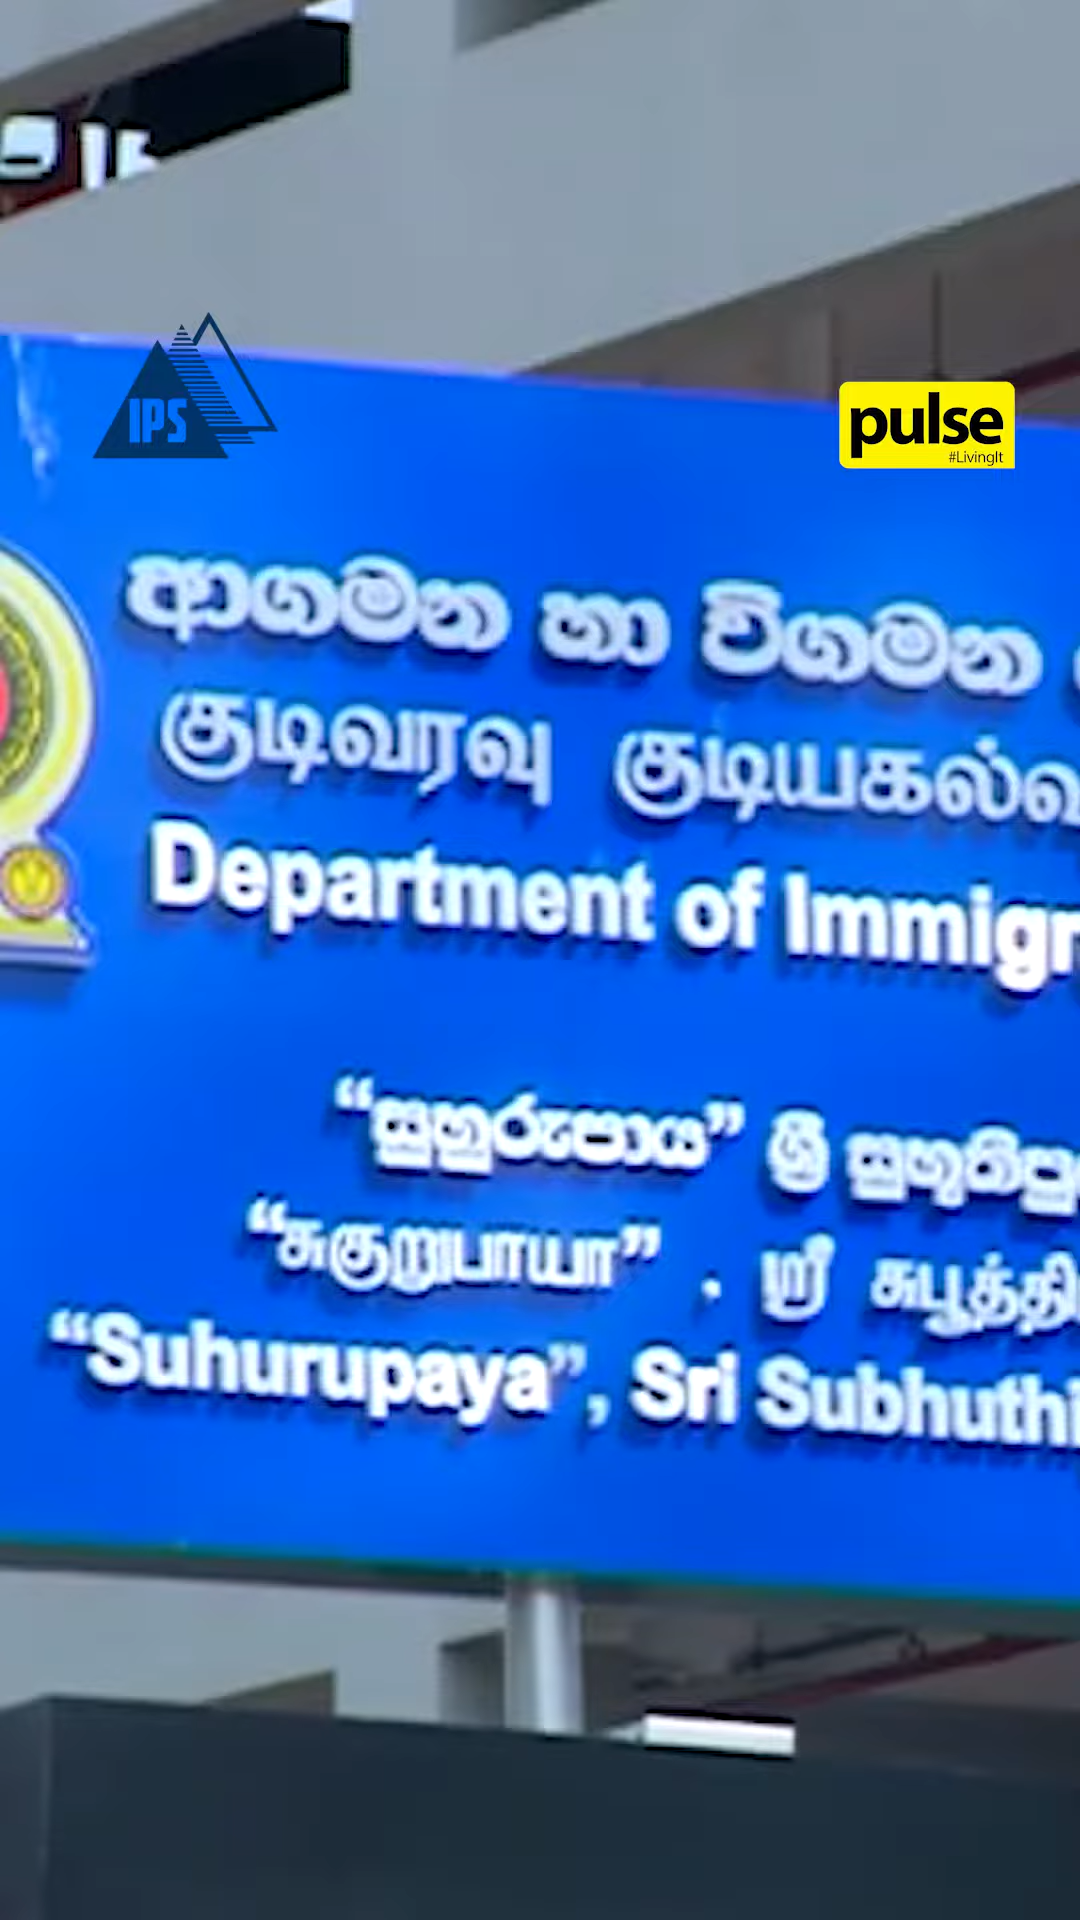 IPS
pulse
#LivingIt
ආගමන හා විගමන
குடிவரவு குடியகல்வ
Department of Immigr
“සුහුරුපාය” ශ්‍රී සුභූතිපු
“சுகுறுபாயா” . ஸ்ரீ சுபூத்தி
“Suhurupaya”, Sri Subhuthi